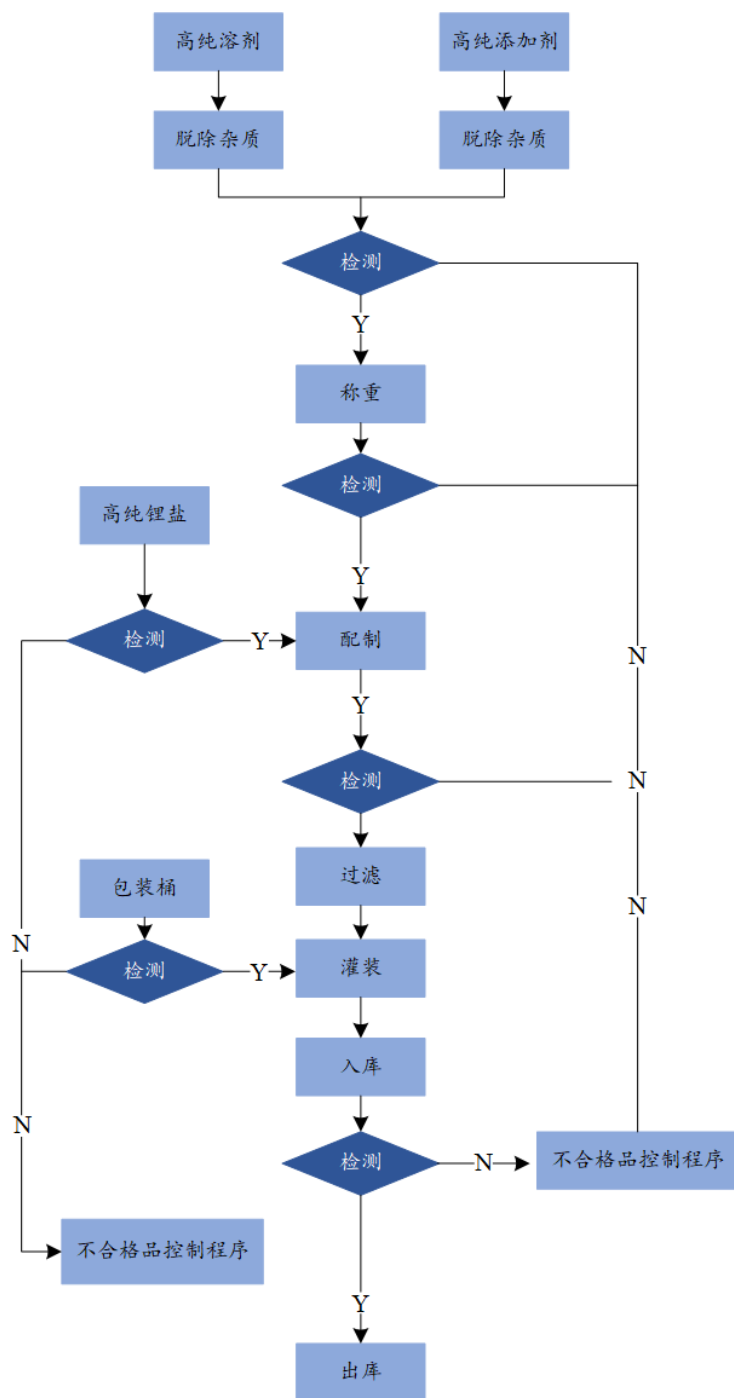 高纯溶剂
高纯添加剂
脱除杂质
脱除杂质
检测
Y
称重
检测
高纯锂盐
Y
检测
Y
配制
N
Y
检测
N
过滤
包装桶
N
N
检测
Y
灌装
入库
N
检测
N
不合格品控制程序
不合格品控制程序
Y
出库